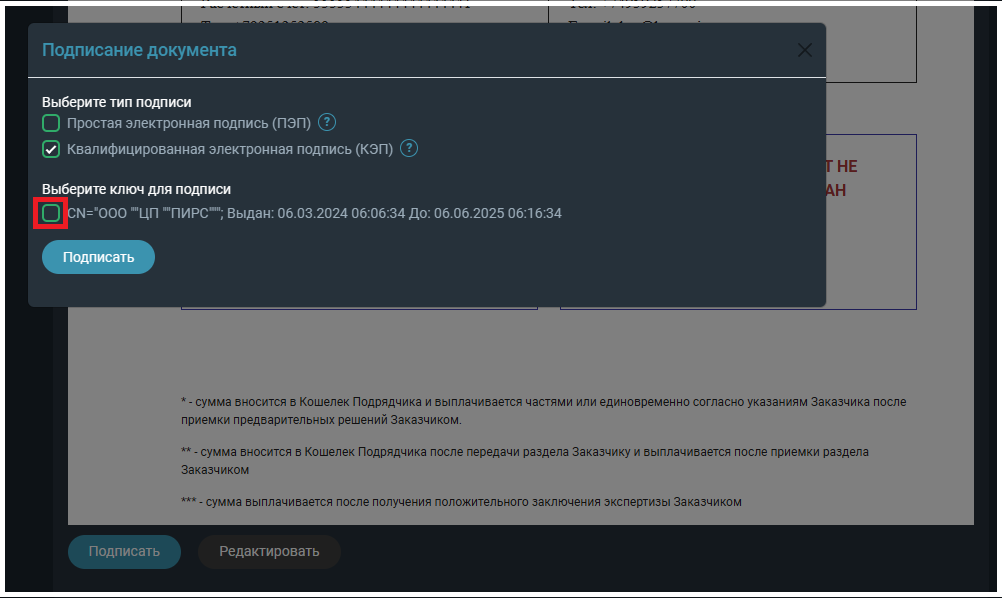 Подписание документа
Выберите тип подписи
Простая электронная подпись (ПЭП) ?
Квалифицированная электронная подпись (КЭП) ?
Выберите ключ для подписи
CN="ООО ""ЦП ""ПИРС"""; Выдан: 06.03.2024 06:06:34 До: 06.06.2025 06:16:34
Подписать
Т НЕ
АН
* - сумма вносится в Кошелек Подрядчика и выплачивается частями или единовременно согласно указаниям Заказчика после
приемки предварительных решений Заказчиком.
** - сумма вносится в Кошелек Подрядчика после передачи раздела Заказчику и выплачивается после приемки раздела
Заказчиком
*** - сумма выплачивается после получения положительного заключения экспертизы Заказчиком
Подписать
Редактировать